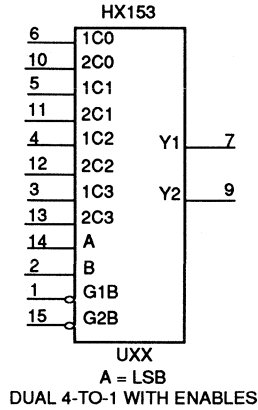 HX153
6 1C0
10 2C0
5 1C1
11 2C1
4 1C2
12 2C2
3 1C3
13 2C3
14 A
2 B
1 G1B
15 G2B
Y1 7
Y2 9
UXX
A = LSB
DUAL 4-TO-1 WITH ENABLES